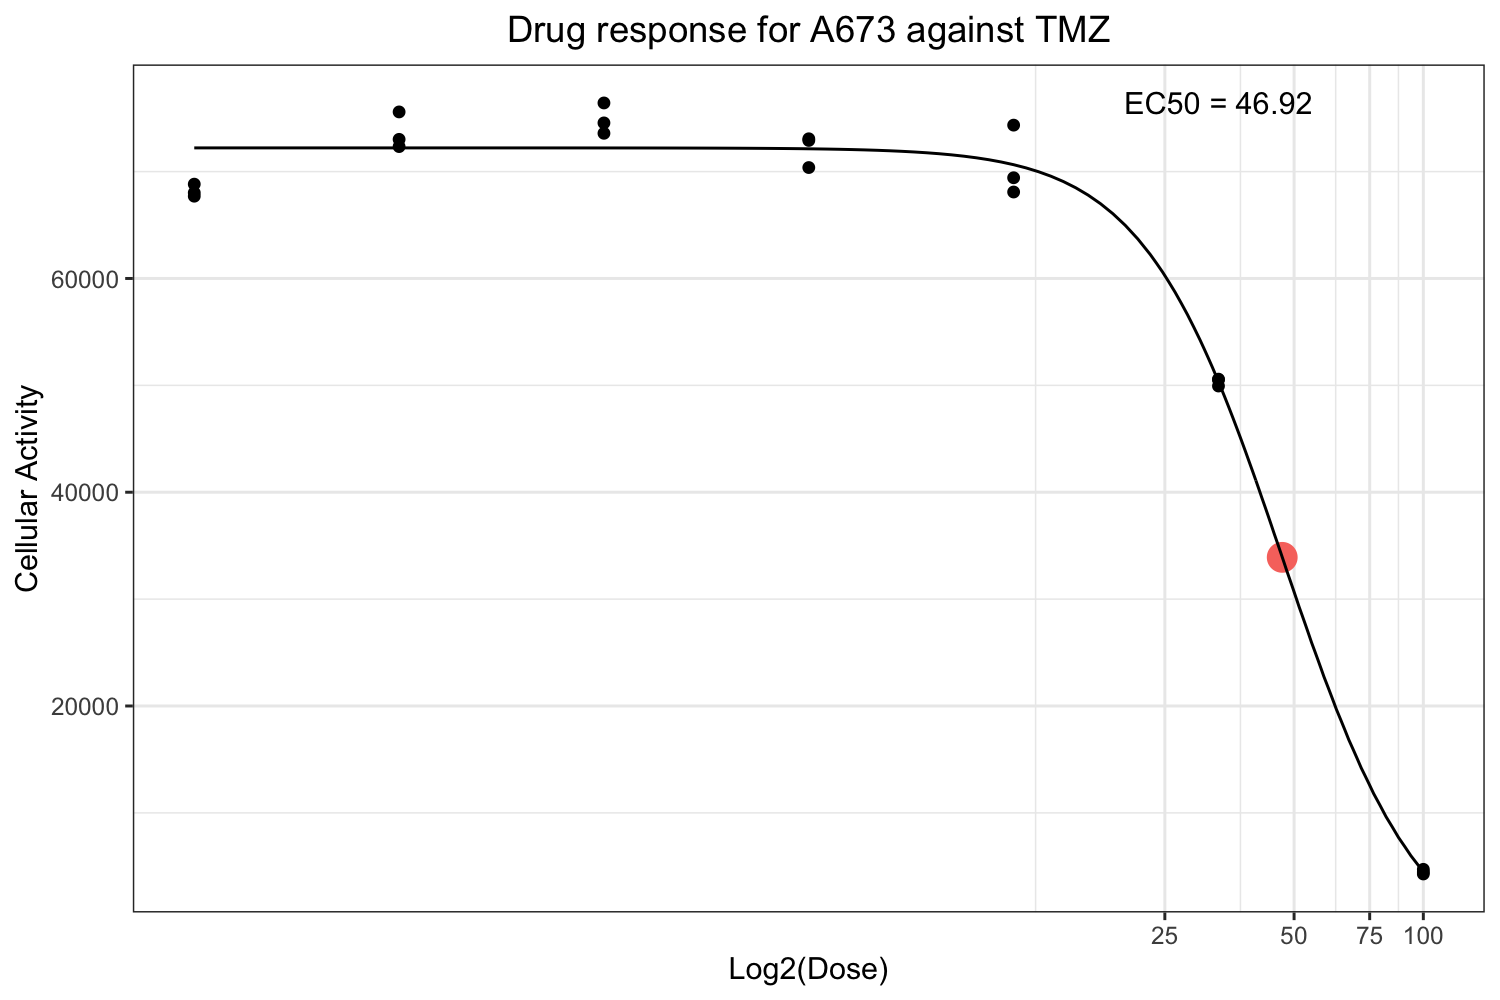 Drug response for A673 against TMZ
EC50 = 46.92
60000
40000
20000
Cellular Activity
25 50 75 100
Log2(Dose)